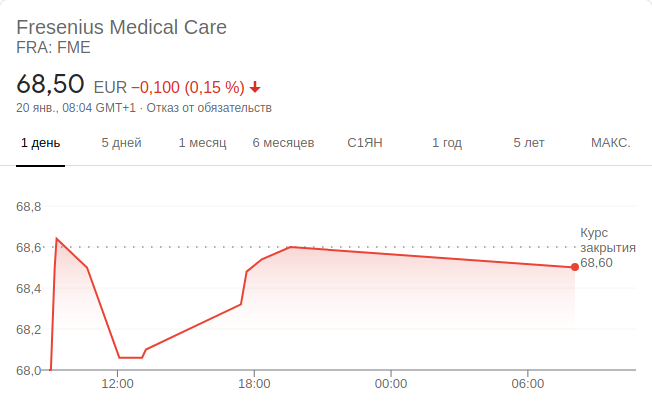 Fresenius Medical Care
FRA: FME
68,50 EUR −0,100 (0,15 %)
20 янв., 08:04 GMT+1 · Отказ от обязательств
1 день 5 дней 1 месяц 6 месяцев С1ЯН 1 год 5 лет МАКС.
68,8
Курс
68,6 закрытия
68,60
68,4
68,2
68,0
12:00 18:00 00:00 06:00